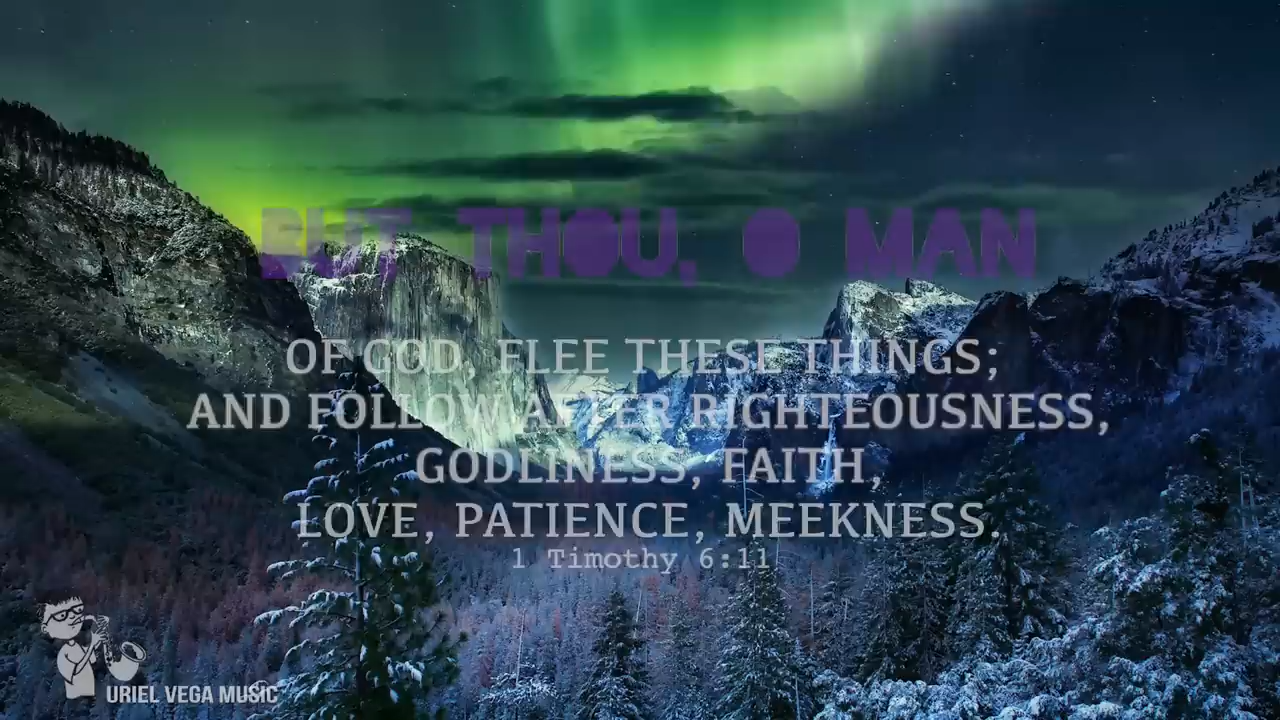 BUT THOU, O MAN
OF GOD, FLEE THESE THINGS;
AND FOLLOW AFTER RIGHTEOUSNESS,
GODLINESS, FAITH,
LOVE, PATIENCE, MEEKNESS.
1 Timothy 6:11
URIEL VEGA MUSIC